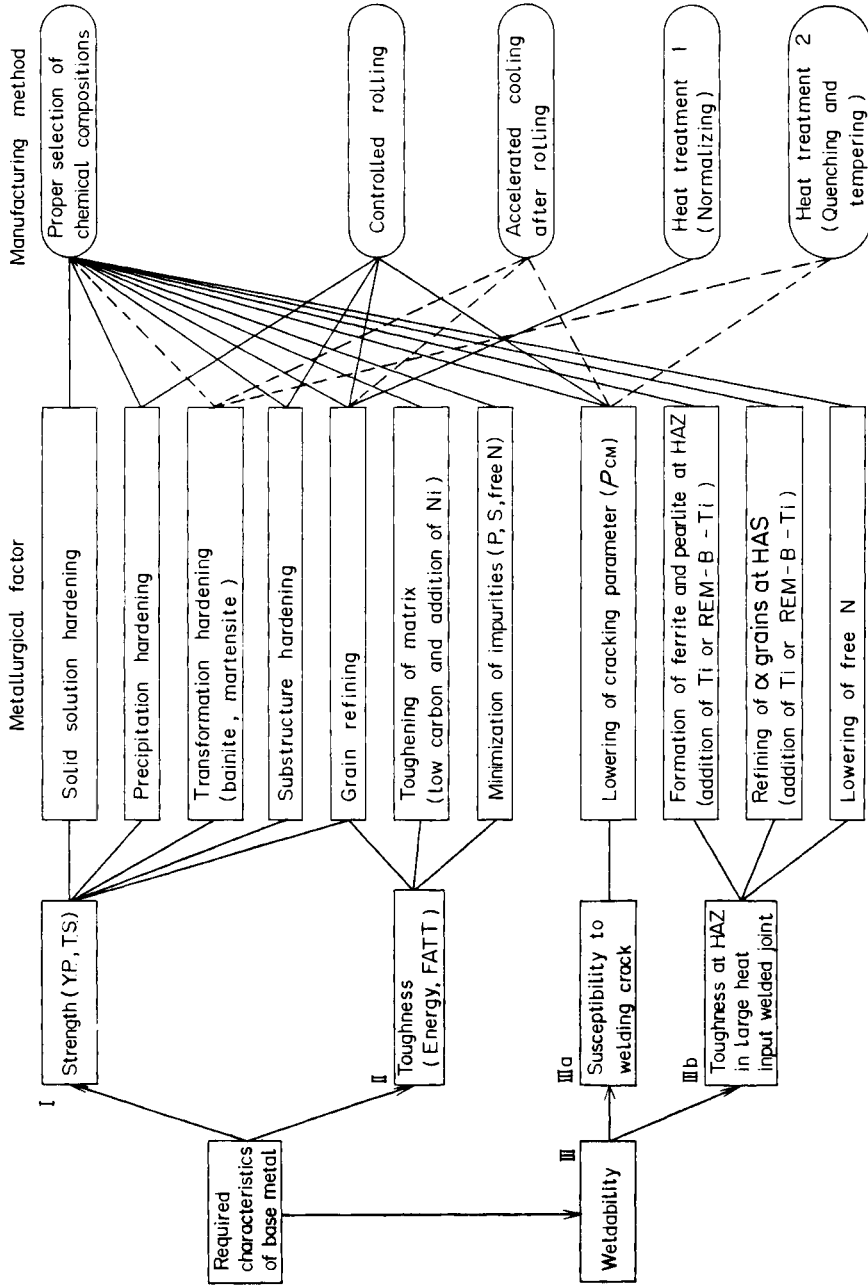 Required
characteristics
of base metal
I
Strength (Y.P., T.S)
II
Toughness
(Energy, FATT)
III
Weldability
IIIa
Susceptibility to
welding crack
IIIb
Toughness at HAZ
in large heat
input welded joint
Metallurgical factor
Solid solution hardening
Precipitation hardening
Transformation hardening
(bainite, martensite)
Substructure hardening
Grain refining
Toughening of matrix
(low carbon and addition of Ni)
Minimization of impurities (P, S, free N)
Lowering of cracking parameter (PCM)
Formation of ferrite and pearlite at HAZ
(addition of Ti or REM-B-Ti)
Refining of α grains at HAS
(addition of Ti or REM-B-Ti)
Lowering of free N
Manufacturing method
Proper selection of
chemical compositions
Controlled rolling
Accelerated cooling
after rolling
Heat treatment 1
(Normalizing)
Heat treatment 2
(Quenching and
tempering)